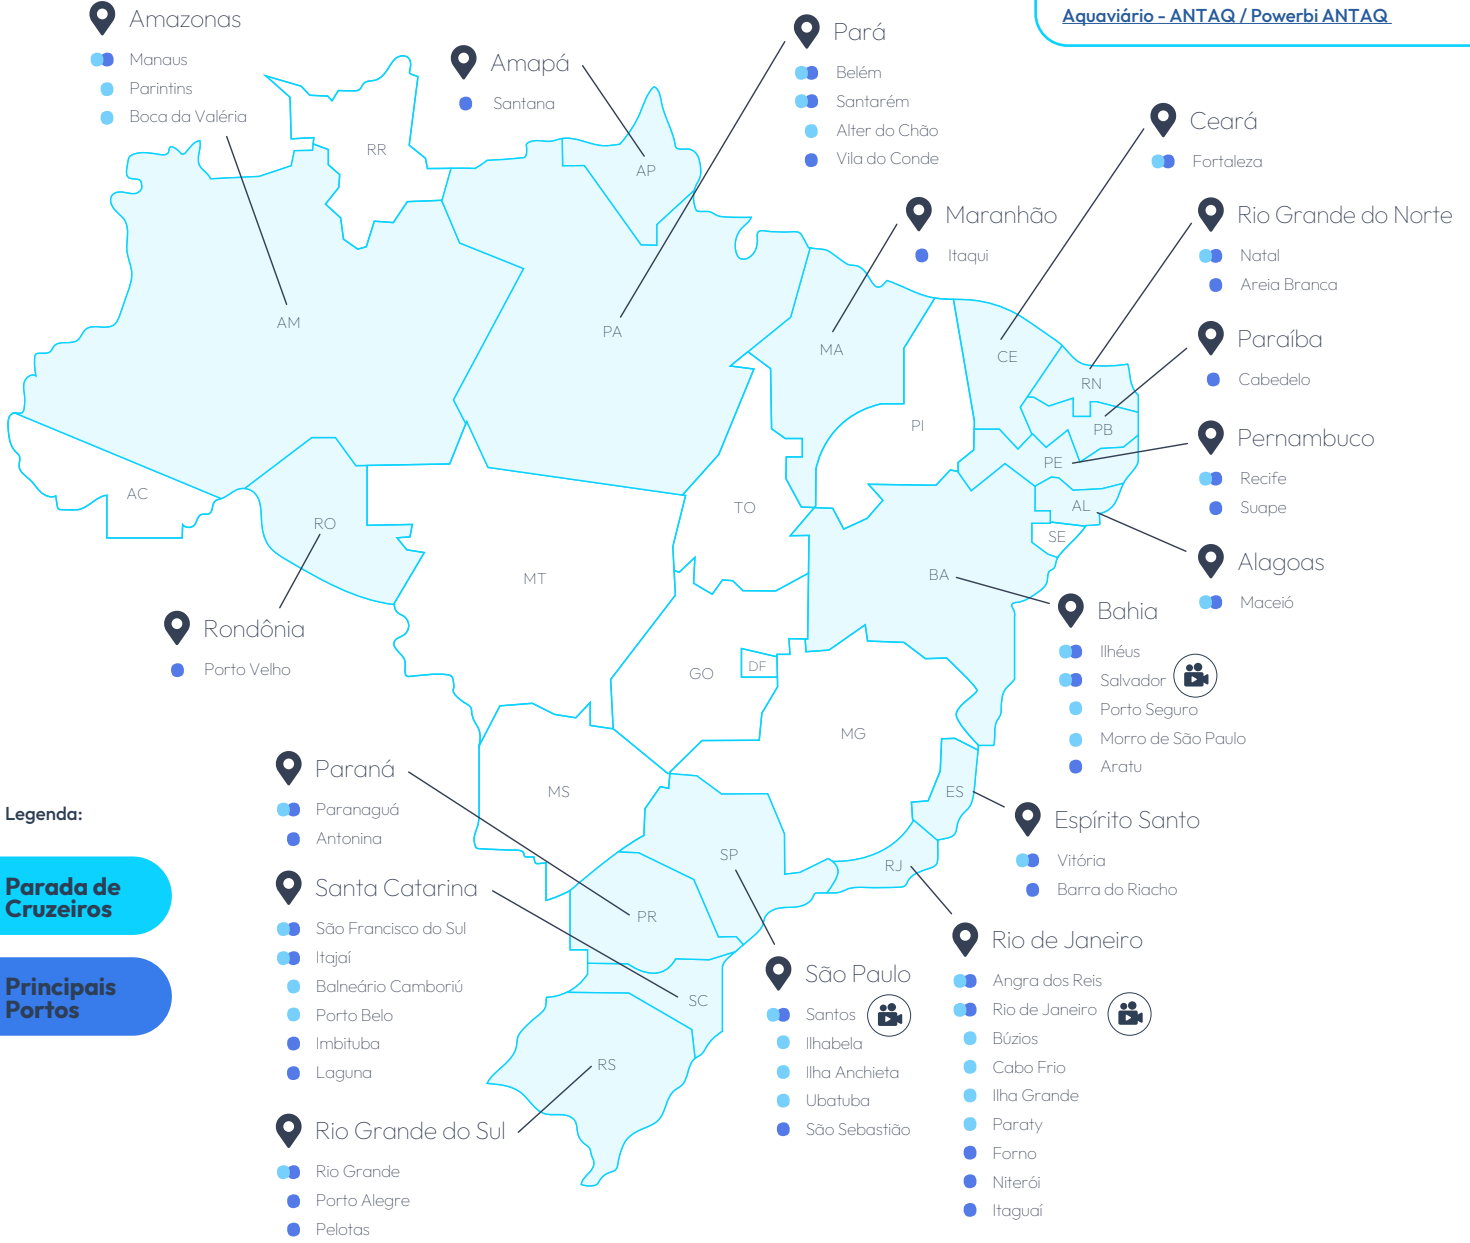 Aquaviário - ANTAQ / Powerbi ANTAQ
Amazonas
Manaus
Parintins
Boca da Valéria
Amapá
Santana
Pará
Belém
Santarém
Alter do Chão
Vila do Conde
Ceará
Fortaleza
Maranhão
Itaqui
Rio Grande do Norte
Natal
Areia Branca
Paraíba
Cabedelo
Pernambuco
Recife
Suape
Alagoas
Maceió
Bahia
Ilhéus
Salvador
Porto Seguro
Morro de São Paulo
Aratu
Espírito Santo
Vitória
Barra do Riacho
Rio de Janeiro
Angra dos Reis
Rio de Janeiro
Búzios
Cabo Frio
Ilha Grande
Paraty
Forno
Niterói
Itaguaí
São Paulo
Santos
Ilhabela
Ilha Anchieta
Ubatuba
São Sebastião
Rondônia
Porto Velho
Paraná
Paranaguá
Antonina
Santa Catarina
São Francisco do Sul
Itajaí
Balneário Camboriú
Porto Belo
Imbituba
Laguna
Rio Grande do Sul
Rio Grande
Porto Alegre
Pelotas
Legenda:
Parada de
Cruzeiros
Principais
Portos
RR
AP
AM
PA
MA
CE
RN
PB
PI
PE
AL
SE
AC
RO
TO
MT
BA
GO
DF
MG
MS
ES
SP
RJ
PR
SC
RS